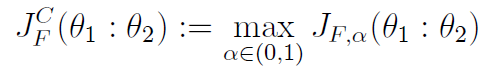 J_F^C(θ_1 : θ_2) := max_{α∈(0,1)} J_{F,α}(θ_1 : θ_2)